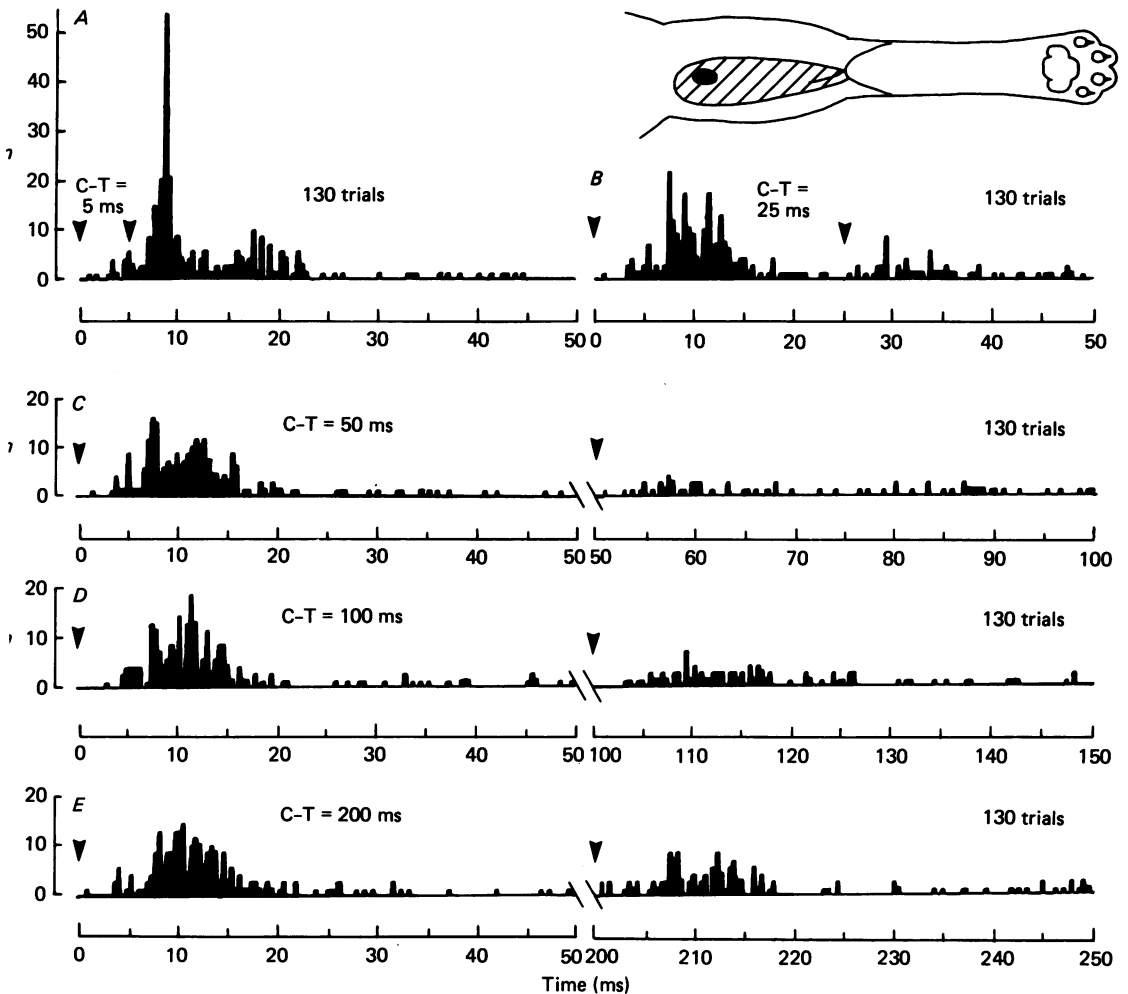 A
50
40
30
20
10
0
C–T =
5 ms
130 trials
0 10 20 30 40 50
B
C–T =
25 ms
130 trials
0 10 20 30 40 50
20
10
0
C
C–T = 50 ms
130 trials
0 10 20 30 40 50
50 60 70 80 90 100
20
10
0
D
C–T = 100 ms
130 trials
0 10 20 30 40 50
100 110 120 130 140 150
20
10
0
E
C–T = 200 ms
130 trials
0 10 20 30 40 50
200 210 220 230 240 250
Time (ms)